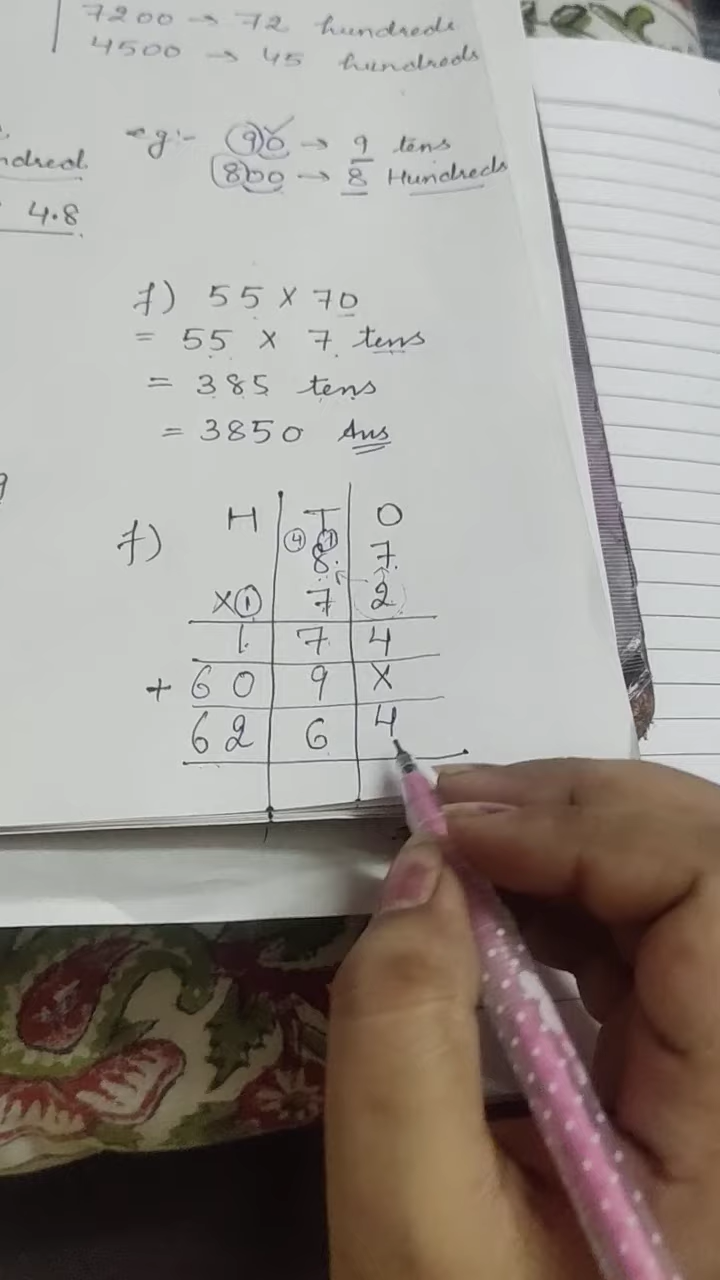 7200 → 72 hundreds
4500 → 45 hundreds
eg:- 90 → 9 tens
800 → 8 Hundreds
4.8
f) 55 x 70
= 55 x 7 tens
= 385 tens
= 3850 Ans
H T O
f) 4 8 7
x 1 7 2
1 7 4
+ 6 0 9 x
6 2 6 4